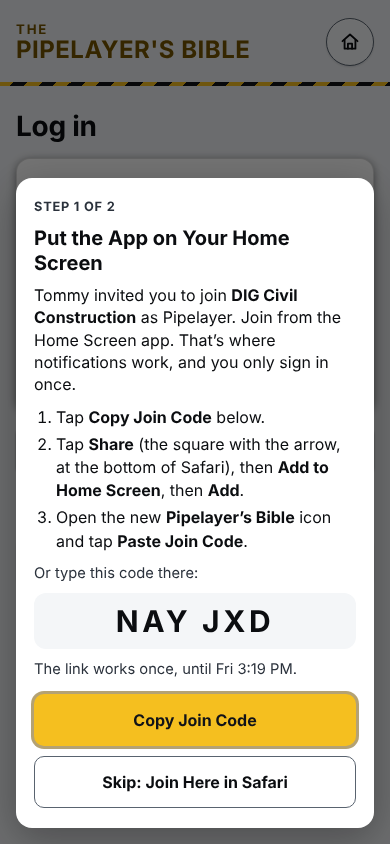 THE
PIPELAYER'S BIBLE
Log in
STEP 1 OF 2
Put the App on Your Home
Screen
Tommy invited you to join DIG Civil
Construction as Pipelayer. Join from the
Home Screen app. That’s where
notifications work, and you only sign in
once.
1. Tap Copy Join Code below.
2. Tap Share (the square with the arrow,
at the bottom of Safari), then Add to
Home Screen, then Add.
3. Open the new Pipelayer’s Bible icon
and tap Paste Join Code.
Or type this code there:
NAY JXD
The link works once, until Fri 3:19 PM.
Copy Join Code
Skip: Join Here in Safari